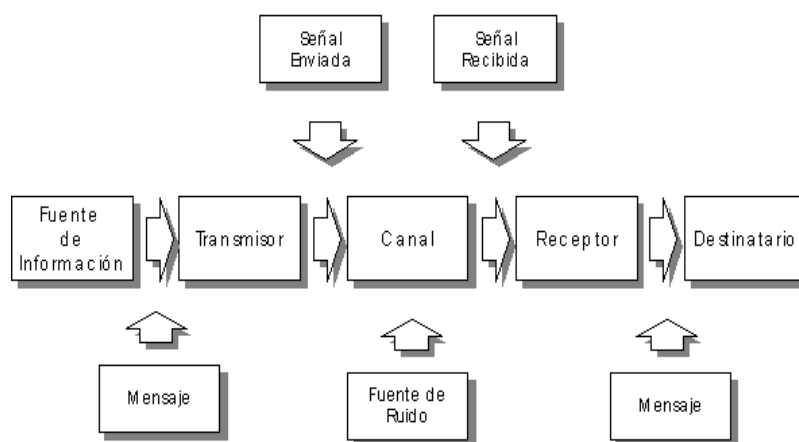 Señal
Enviada
Señal
Recibida
Fuente
de
Información
Transmisor
Canal
Receptor
Destinatario
Mensaje
Fuente de
Ruido
Mensaje